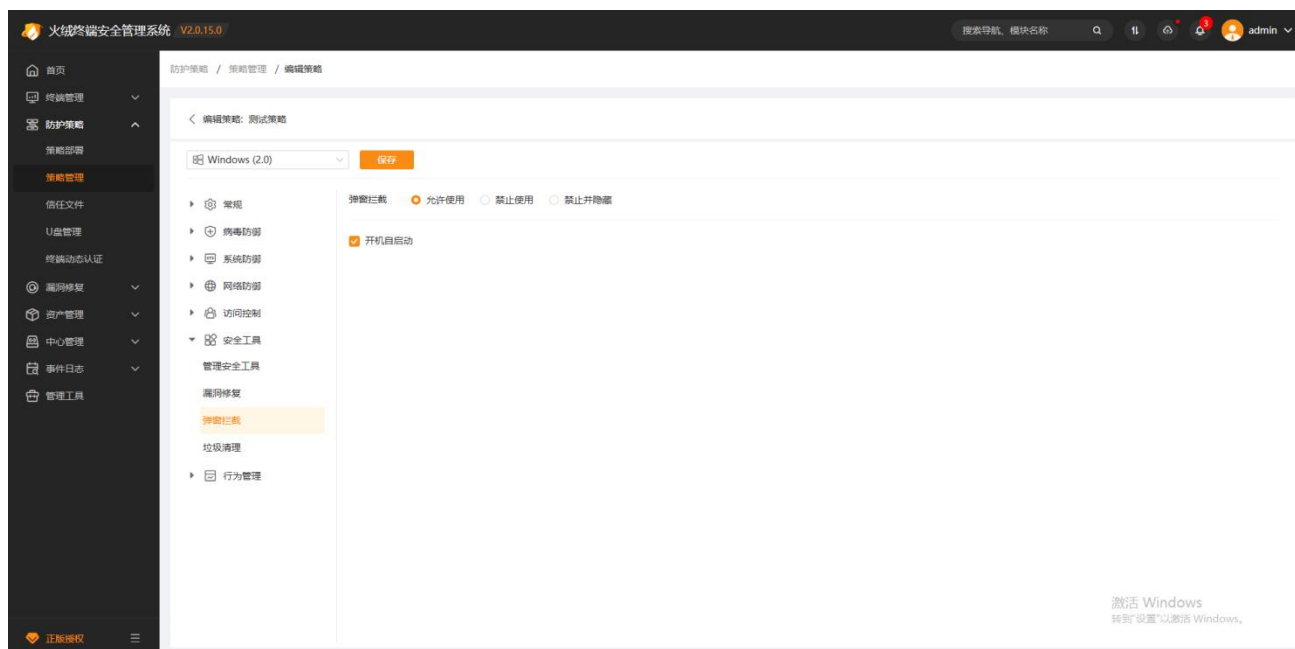 火绒终端安全管理系统 V2.0.15.0
搜索导航、模块名称
3
admin
首页
终端管理
防护策略
策略部署
策略管理
信任文件
U盘管理
终端动态认证
漏洞修复
资产管理
中心管理
事件日志
管理工具
正版授权
防护策略 / 策略管理 / 编辑策略
编辑策略: 测试策略
Windows (2.0)
保存
常规
病毒防御
系统防御
网络防御
访问控制
安全工具
管理安全工具
漏洞修复
弹窗拦截
垃圾清理
行为管理
弹窗拦截 允许使用 禁止使用 禁止并隐藏
开机自启动
激活 Windows
转到"设置"以激活 Windows。